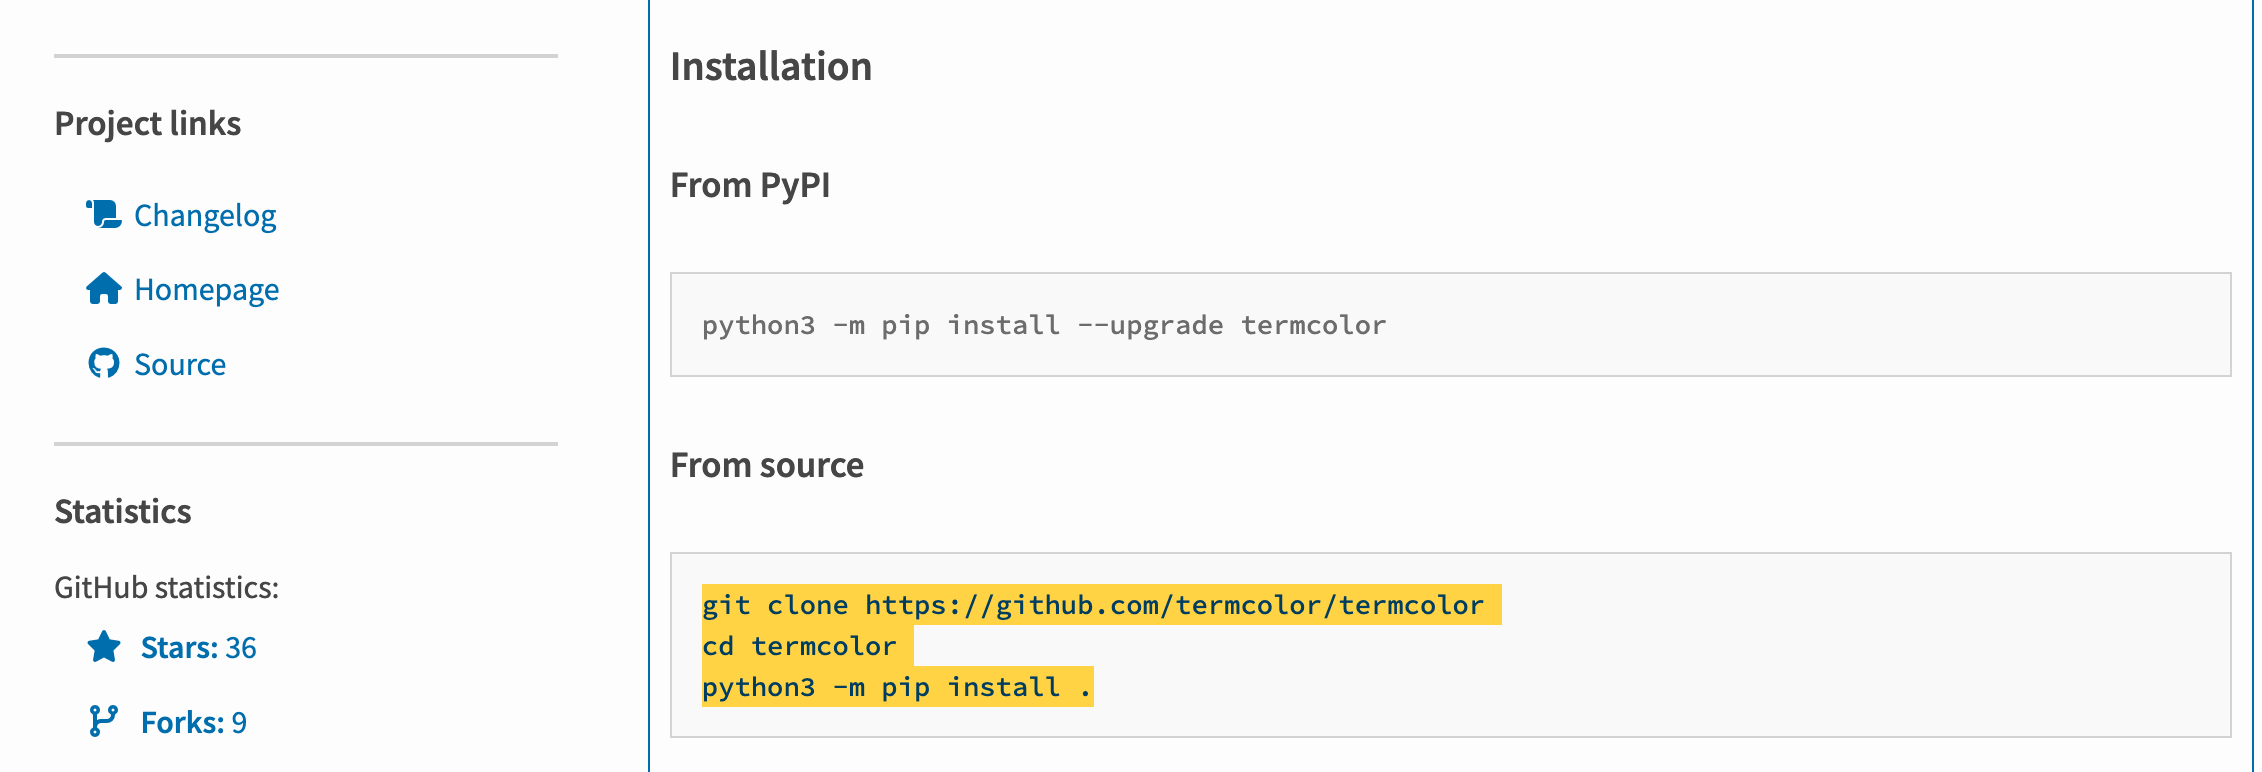 Project links
Changelog
Homepage
Source
Statistics
GitHub statistics:
Stars: 36
Forks: 9
Installation
From PyPI
python3 -m pip install --upgrade termcolor
From source
git clone https://github.com/termcolor/termcolor
cd termcolor
python3 -m pip install .